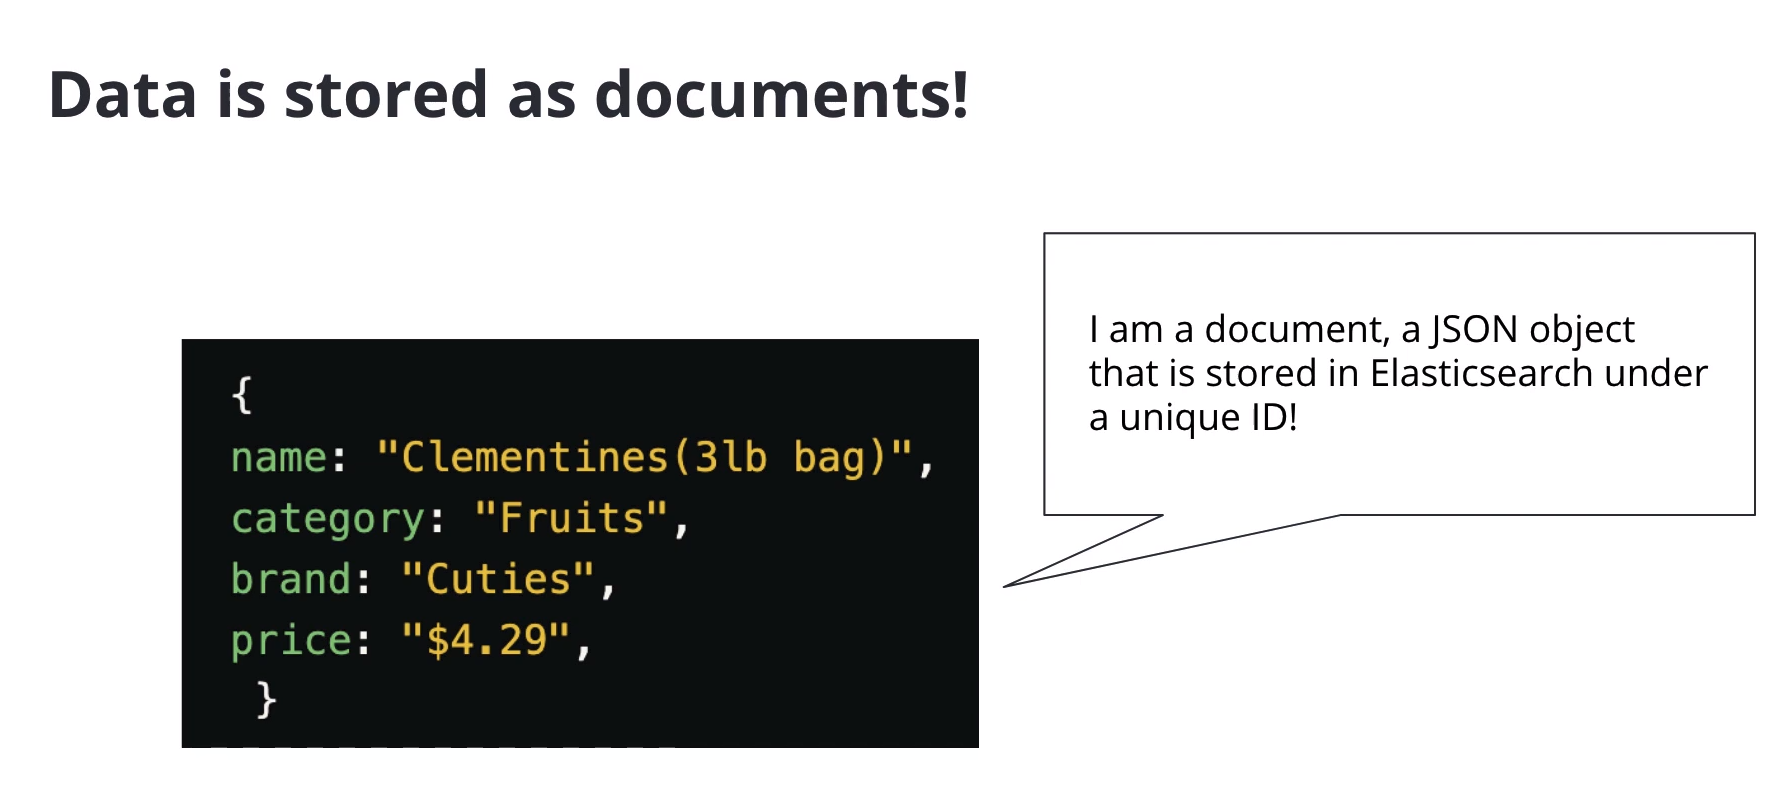 Data is stored as documents!
I am a document, a JSON object
that is stored in Elasticsearch under
a unique ID!
{
name: "Clementines(3lb bag)",
category: "Fruits",
brand: "Cuties",
price: "$4.29",
}